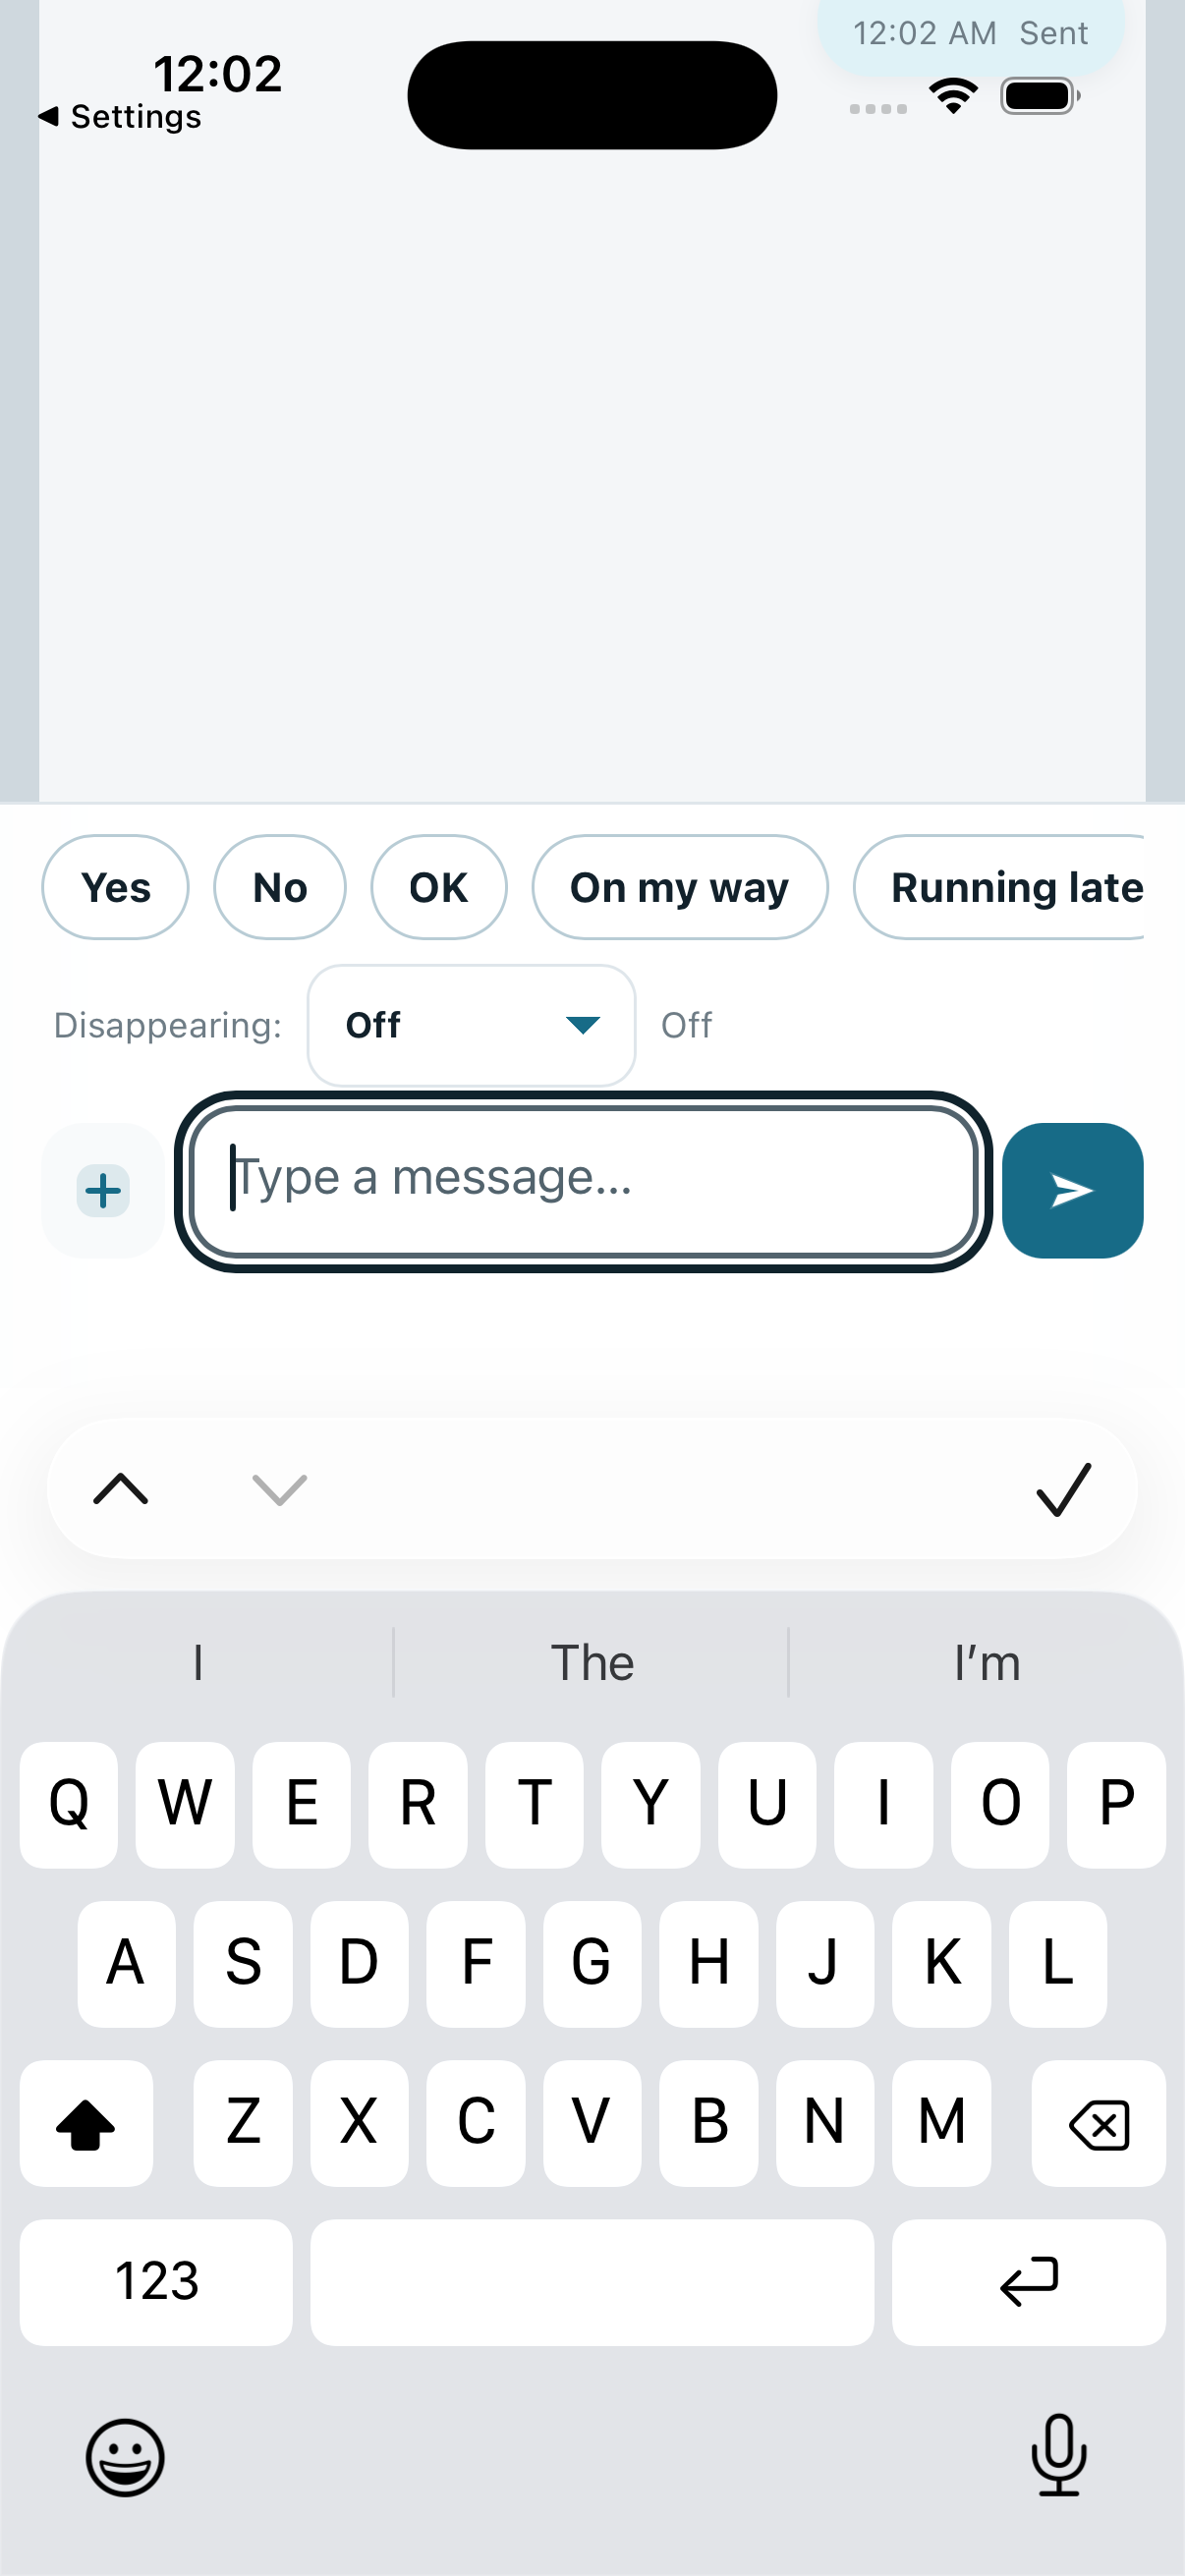 12:02 AM Sent
12:02
Settings
Yes No OK On my way Running late
Disappearing: Off Off
Type a message...
I The I’m
Q W E R T Y U I O P
A S D F G H J K L
Z X C V B N M
123